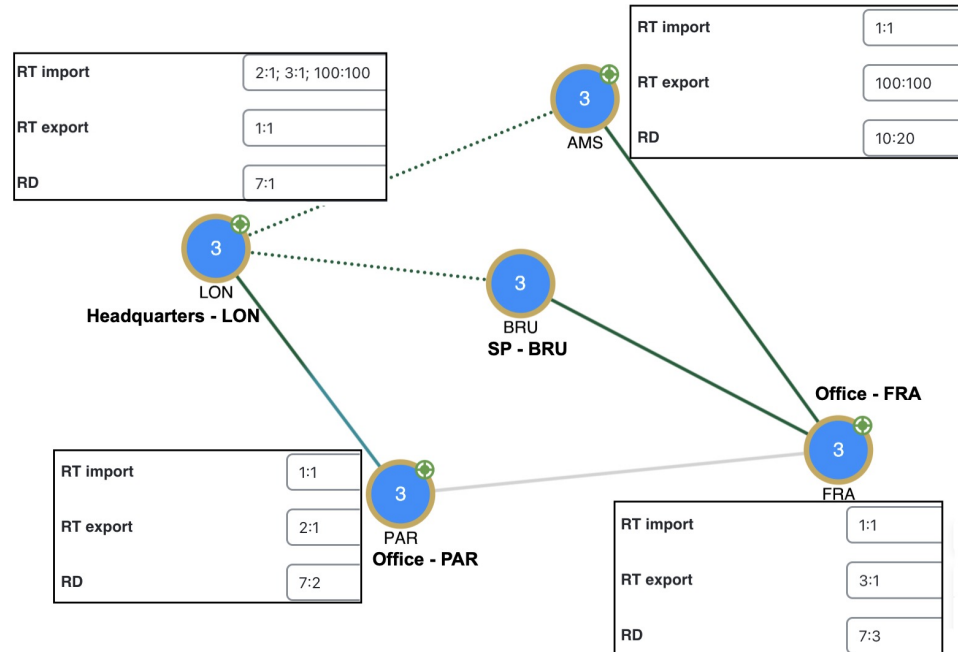 RT import 1:1
RT export 100:100
RD 10:20
RT import 2:1; 3:1; 100:100
RT export 1:1
RD 7:1
3
AMS
3
LON
Headquarters - LON
3
BRU
SP - BRU
Office - FRA
3
FRA
RT import 1:1
RT export 2:1
RD 7:2
3
PAR
Office - PAR
RT import 1:1
RT export 3:1
RD 7:3